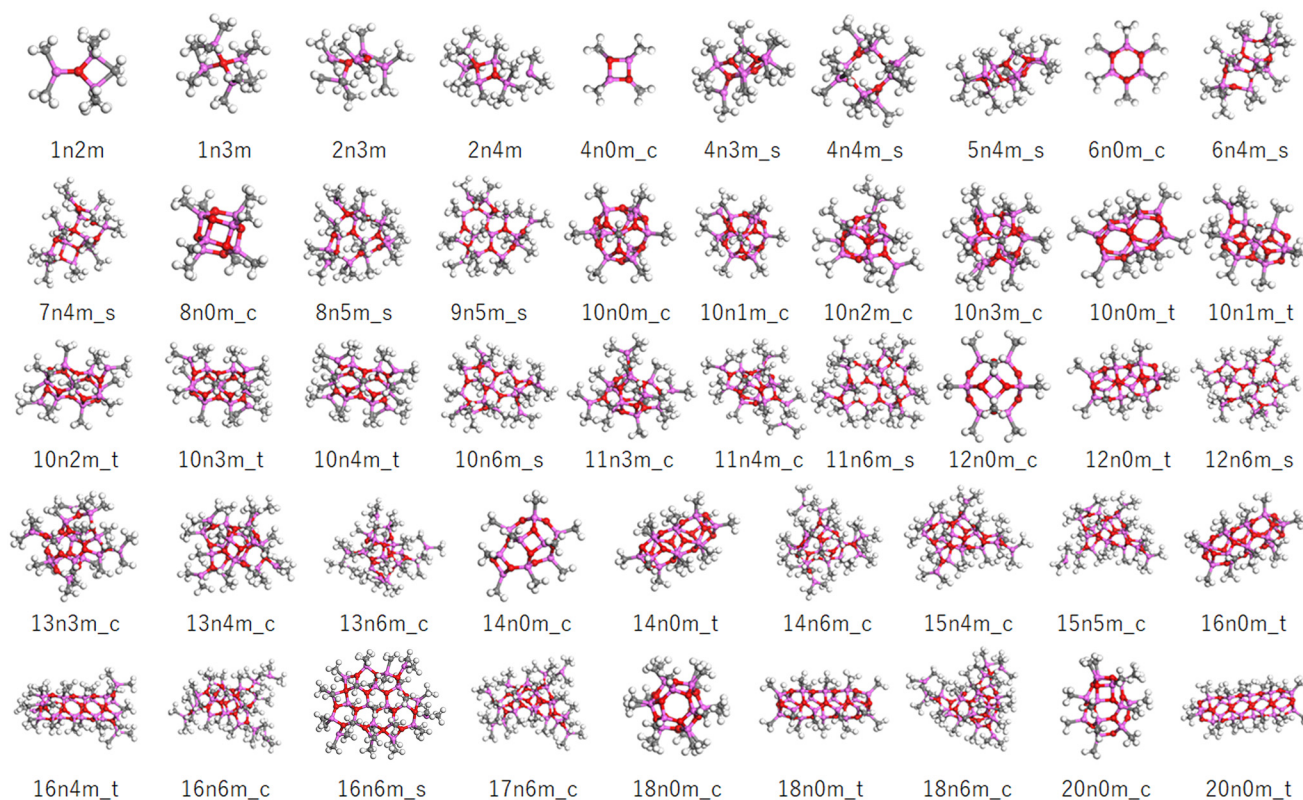 1n2m 1n3m 2n3m 2n4m 4n0m_c 4n3m_s 4n4m_s 5n4m_s 6n0m_c 6n4m_s
7n4m_s 8n0m_c 8n5m_s 9n5m_s 10n0m_c 10n1m_c 10n2m_c 10n3m_c 10n0m_t 10n1m_t
10n2m_t 10n3m_t 10n4m_t 10n6m_s 11n3m_c 11n4m_c 11n6m_s 12n0m_c 12n0m_t 12n6m_s
13n3m_c 13n4m_c 13n6m_c 14n0m_c 14n0m_t 14n6m_c 15n4m_c 15n5m_c 16n0m_t
16n4m_t 16n6m_c 16n6m_s 17n6m_c 18n0m_c 18n0m_t 18n6m_c 20n0m_c 20n0m_t